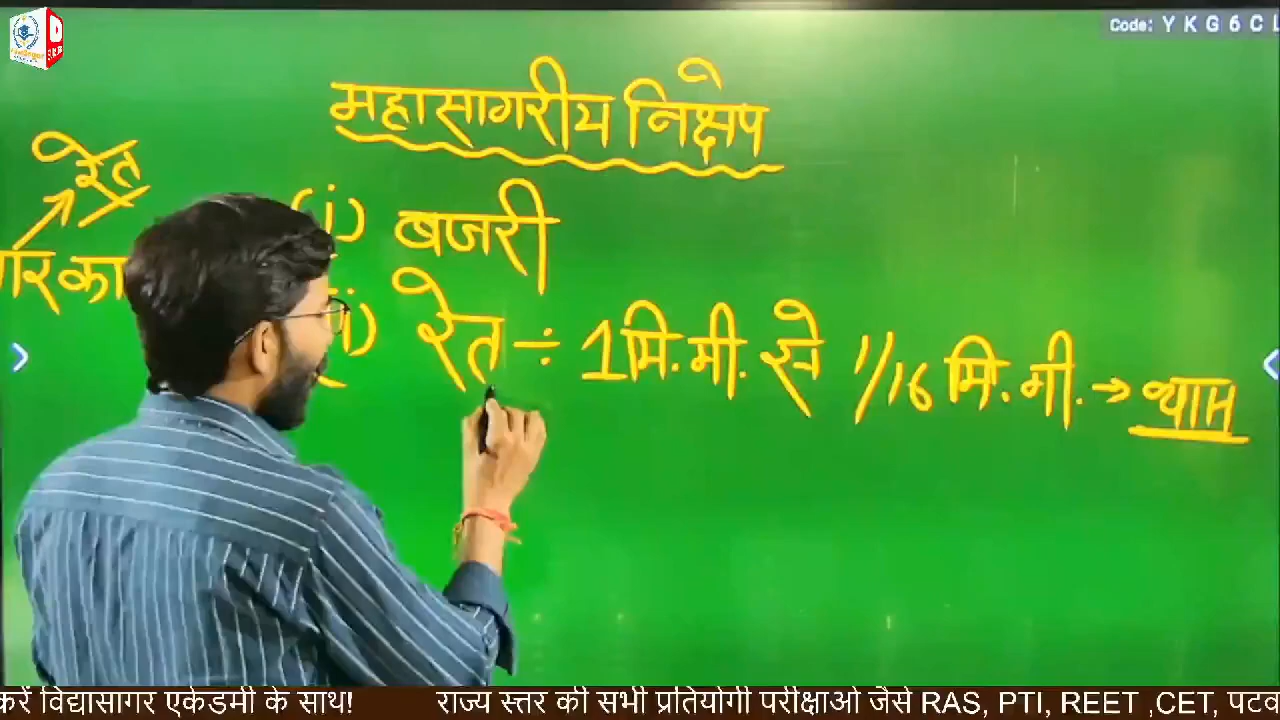 Code: Y K G 6 C L
महासागरीय निक्षेप
रेत
(i) बजरी
रिका
(ii) रेत ÷ 1 मि.मी. से 1/16 मि.मी. → व्यास
करें विद्यासागर एकेडमी के साथ! राज्य स्त्तर की सभी प्रतियोगी परीक्षाओ जैसे RAS, PTI, REET ,CET, पटव